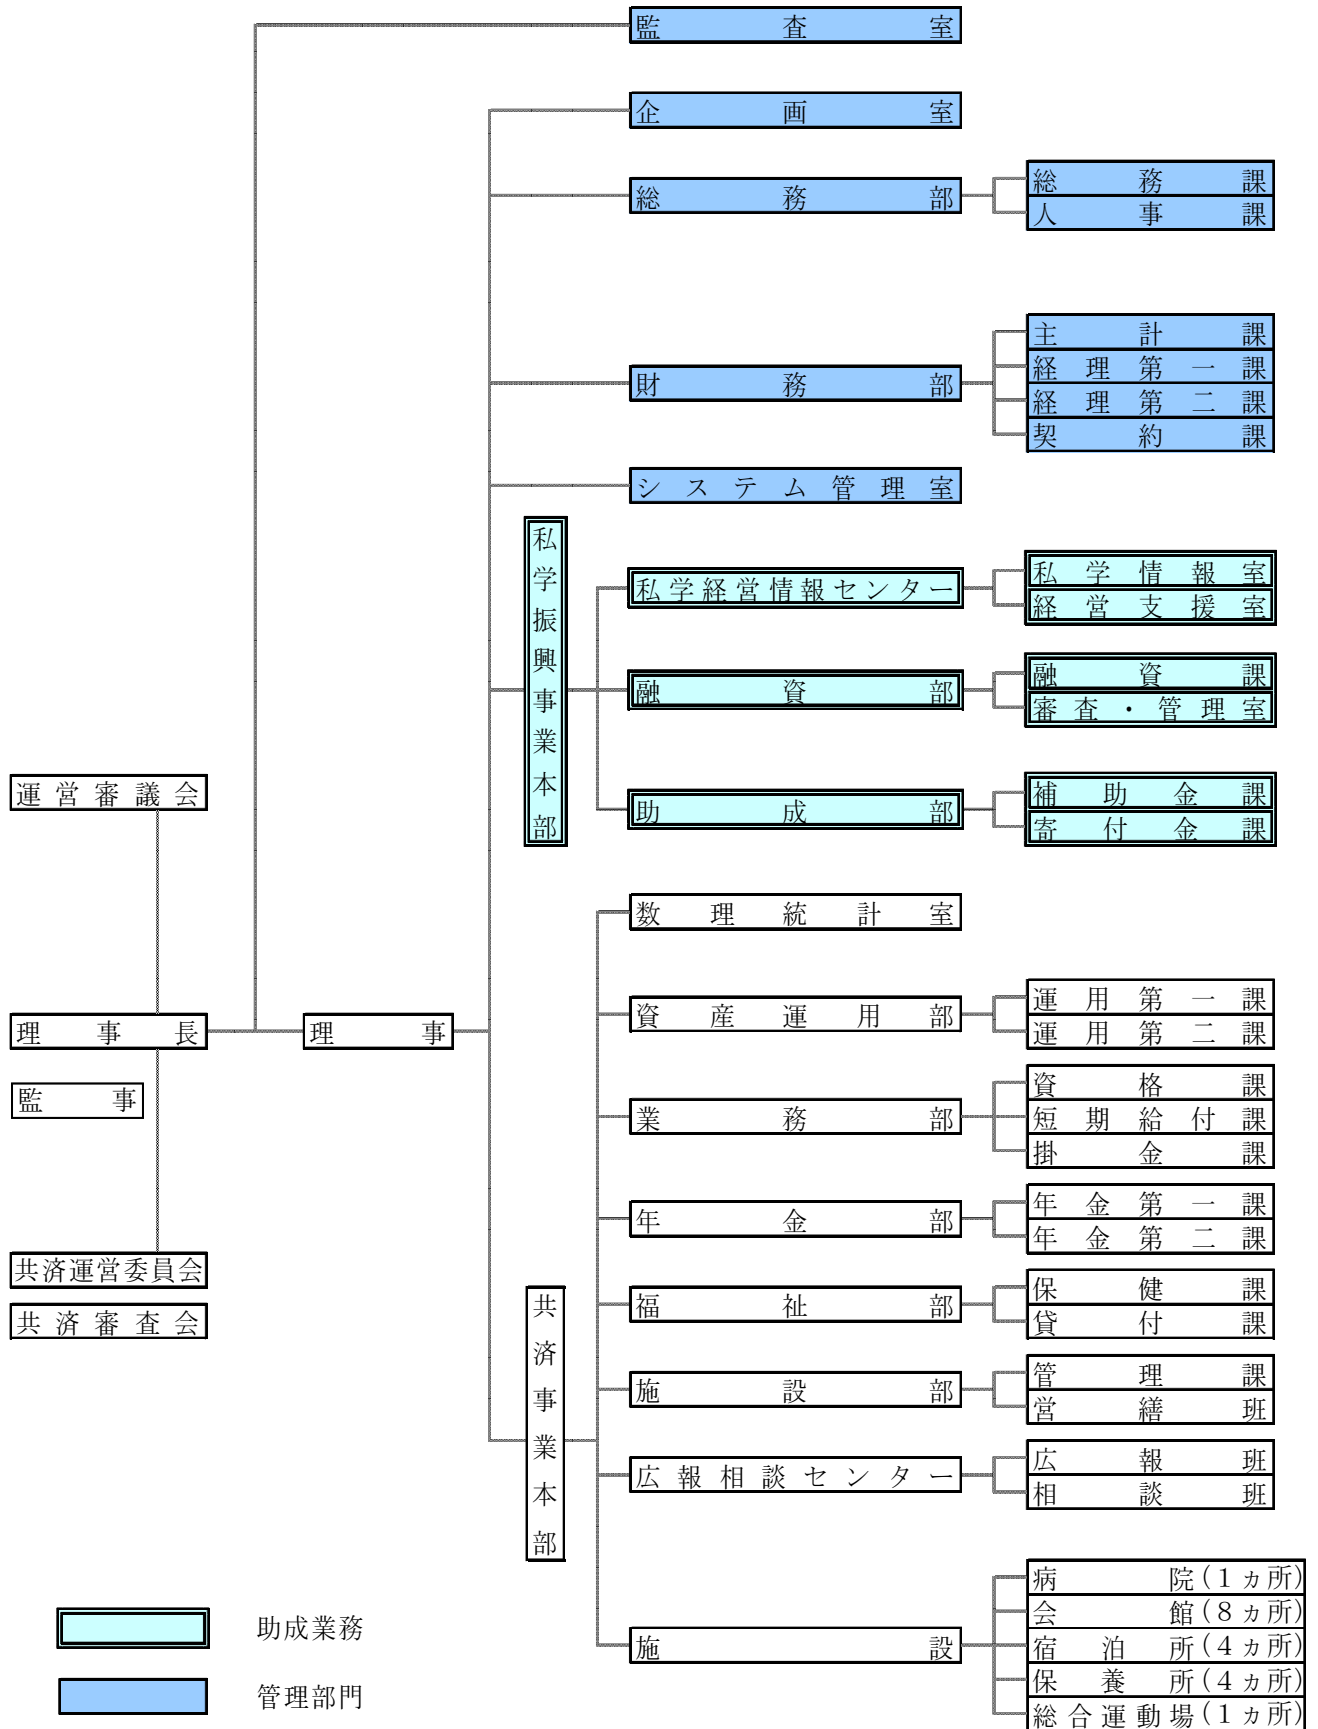 監査室
企画室
総務部
総務課
人事課
財務部
主計課
経理第一課
経理第二課
契約課
システム管理室
私学振興事業本部
私学経営情報センター
私学情報室
経営支援室
融資部
融資課
審査・管理室
助成部
補助金課
寄付金課
運営審議会
理事長
理事
監事
共済運営委員会
共済審査会
共済事業本部
数理統計室
資産運用部
運用第一課
運用第二課
業務部
資格課
短期給付課
掛金課
年金部
年金第一課
年金第二課
福祉部
保健課
貸付課
施設部
管理課
営繕班
広報相談センター
広報班
相談班
施設
病院(1ヵ所)
会館(8ヵ所)
宿泊所(4ヵ所)
保養所(4ヵ所)
総合運動場(1ヵ所)
助成業務
管理部門